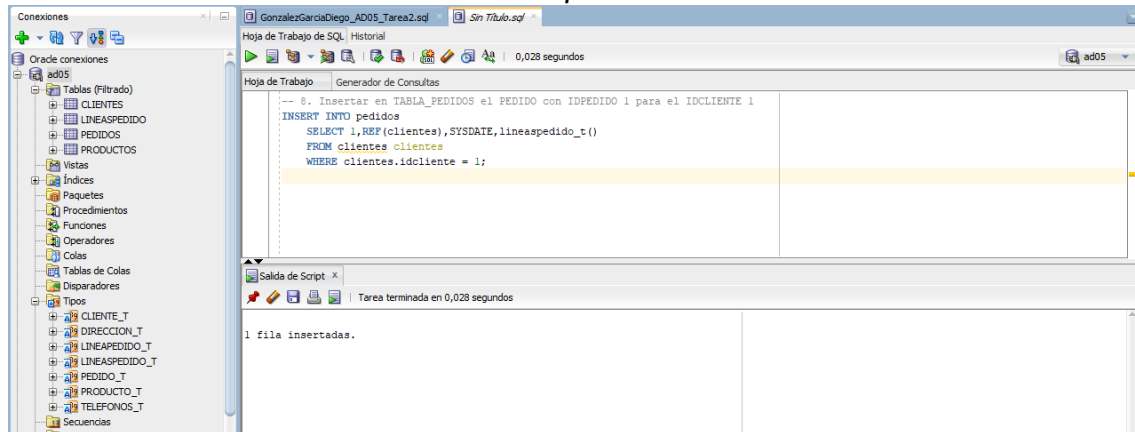 Conexiones
GonzalezGarciaDiego_AD05_Tarea2.sql
Sin Título.sql
Hoja de Trabajo de SQL Historial
0,028 segundos
ad05
Hoja de Trabajo Generador de Consultas
Oracle conexiones
ad05
Tablas (Filtrado)
CLIENTES
LINEASPEDIDO
PEDIDOS
PRODUCTOS
Vistas
Índices
Paquetes
Procedimientos
Funciones
Operadores
Colas
Tablas de Colas
Disparadores
Tipos
CLIENTE_T
DIRECCION_T
LINEAPEDIDO_T
LINEASPEDIDO_T
PEDIDO_T
PRODUCTO_T
TELEFONOS_T
Secuencias
-- 8. Insertar en TABLA_PEDIDOS el PEDIDO con IDPEDIDO 1 para el IDCLIENTE 1
INSERT INTO pedidos
SELECT 1,REF(clientes),SYSDATE,lineaspedido_t()
FROM clientes clientes
WHERE clientes.idcliente = 1;
Salida de Script
Tarea terminada en 0,028 segundos
1 fila insertadas.